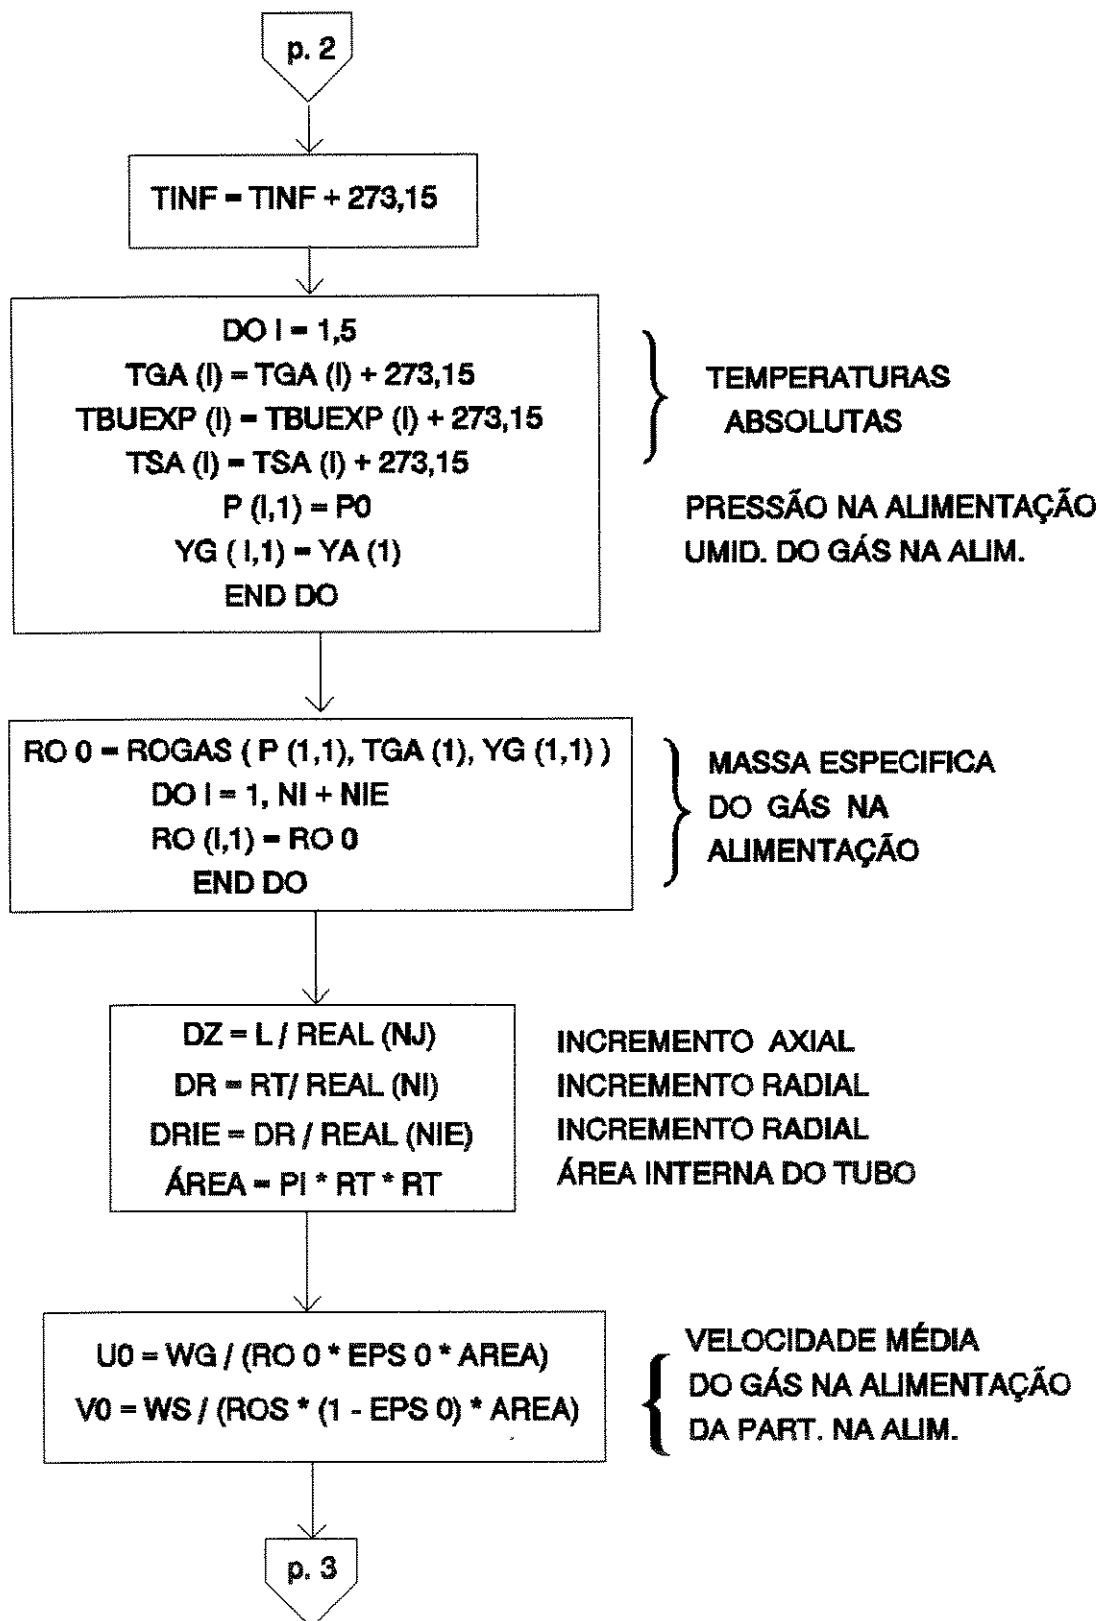 p. 2
TINF = TINF + 273,15
DO I = 1,5
TGA (I) = TGA (I) + 273,15
TBUEXP (I) = TBUEXP (I) + 273,15
TSA (I) = TSA (I) + 273,15
P (I,1) = P0
YG ( I,1) = YA (1)
END DO
TEMPERATURAS
ABSOLUTAS
PRESSÃO NA ALIMENTAÇÃO
UMID. DO GÁS NA ALIM.
RO 0 = ROGAS ( P (1,1), TGA (1), YG (1,1) )
DO I = 1, NI + NIE
RO (I,1) = RO 0
END DO
MASSA ESPECIFICA
DO GÁS NA
ALIMENTAÇÃO
DZ = L / REAL (NJ)
DR = RT/ REAL (NI)
DRIE = DR / REAL (NIE)
ÁREA = PI * RT * RT
INCREMENTO AXIAL
INCREMENTO RADIAL
INCREMENTO RADIAL
ÁREA INTERNA DO TUBO
U0 = WG / (RO 0 * EPS 0 * AREA)
V0 = WS / (ROS * (1 - EPS 0) * AREA)
VELOCIDADE MÉDIA
DO GÁS NA ALIMENTAÇÃO
DA PART. NA ALIM.
p. 3